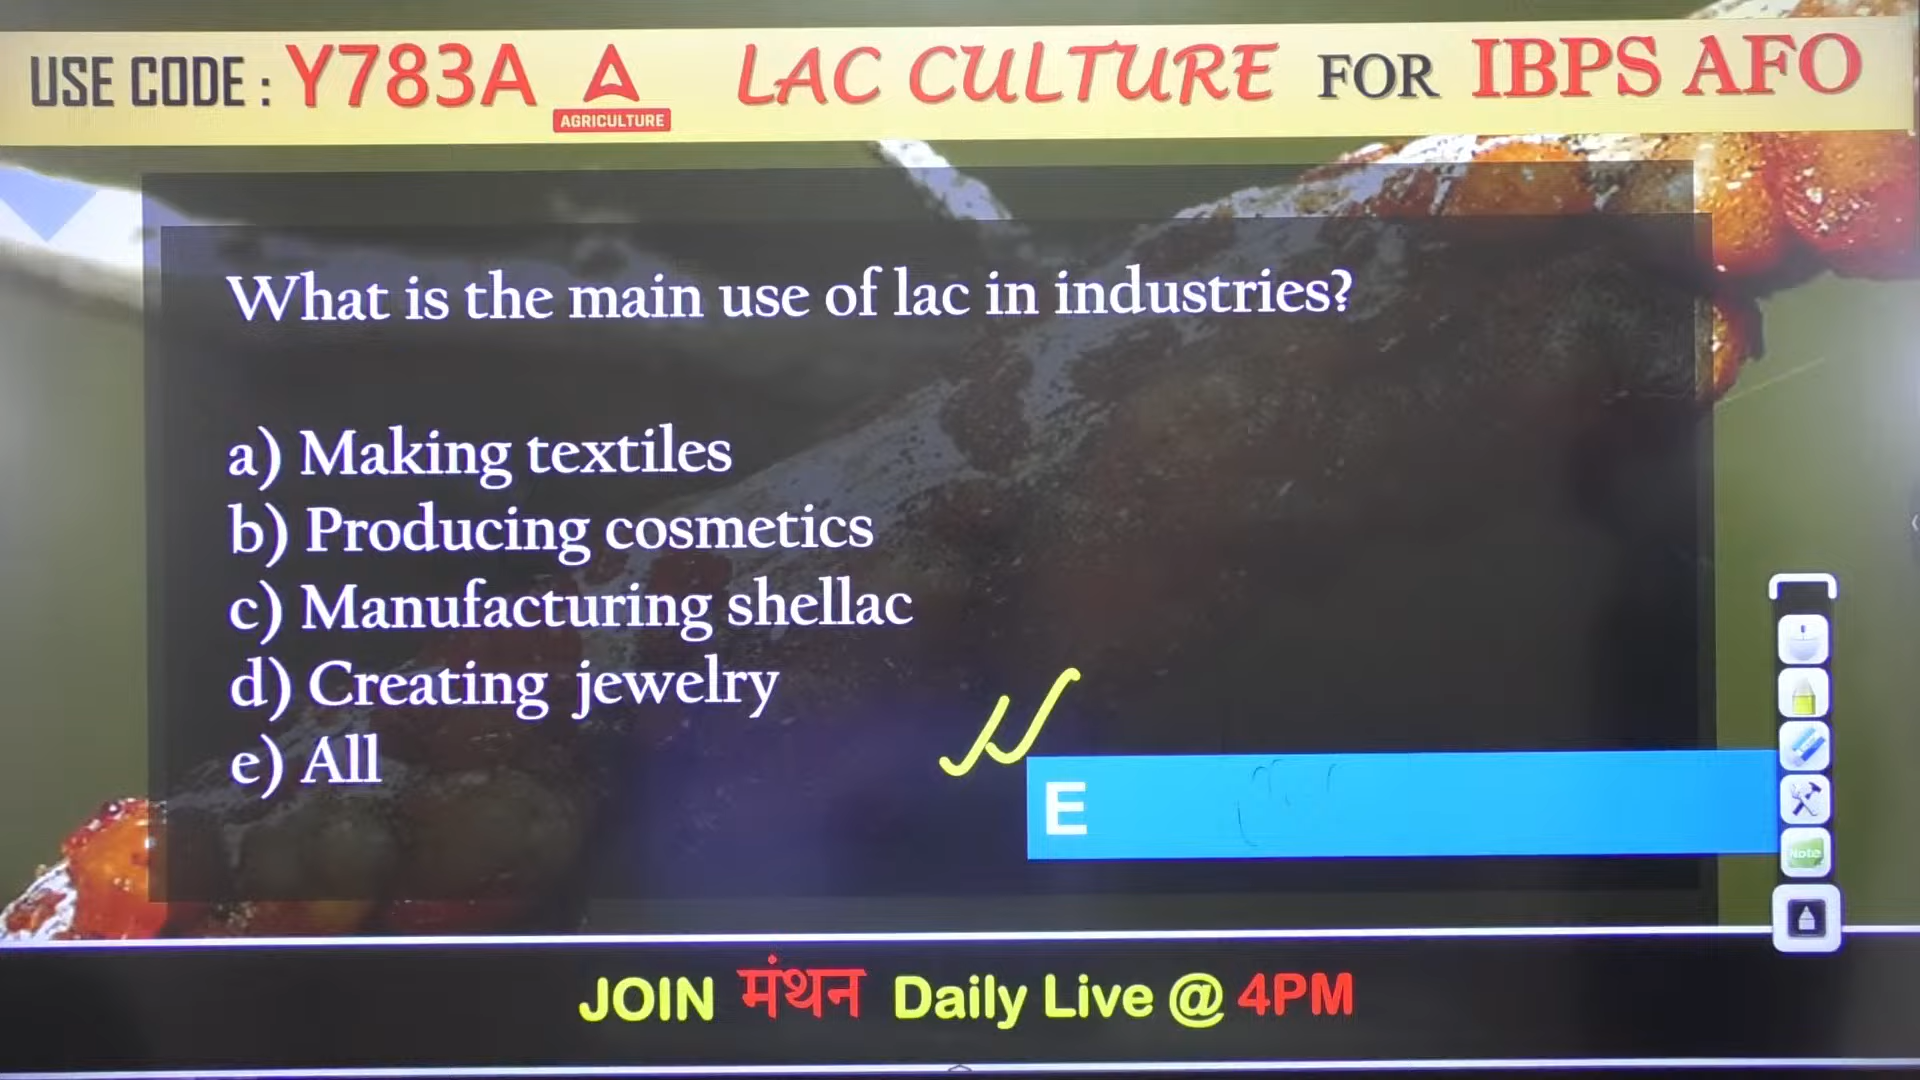 USE CODE : Y783A
AGRICULTURE
LAC CULTURE FOR IBPS AFO
What is the main use of lac in industries?
a) Making textiles
b) Producing cosmetics
c) Manufacturing shellac
d) Creating jewelry
e) All
E
Note
JOIN मंथन Daily Live @ 4PM